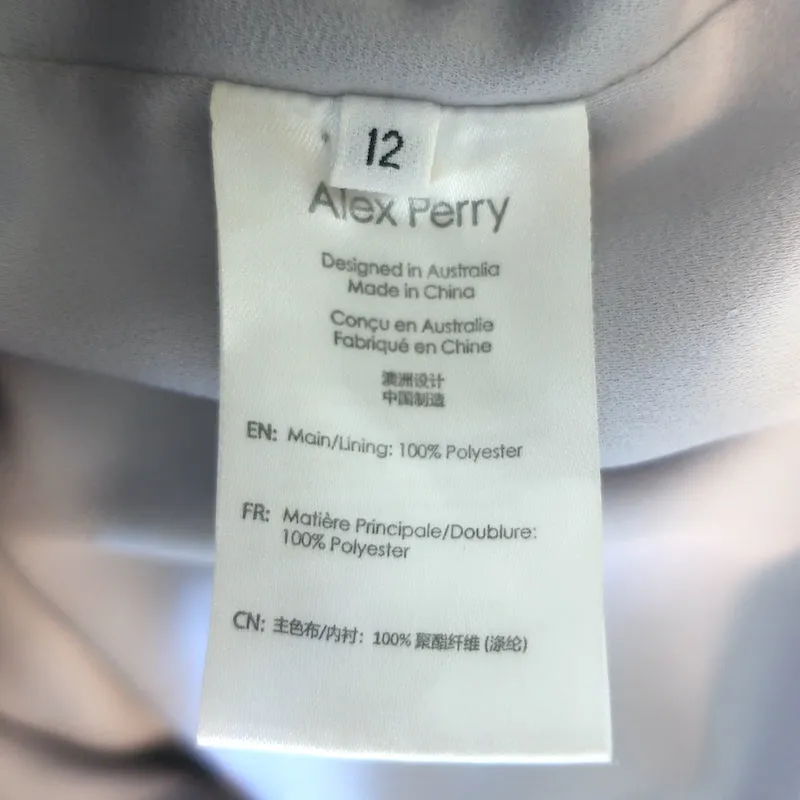 12
Alex Perry
Designed in Australia
Made in China
Conçu en Australie
Fabriqué en Chine
澳洲设计
中国制造
EN: Main/Lining: 100% Polyester
FR: Matière Principale/Doublure:
100% Polyester
CN: 主色布/内衬: 100% 聚酯纤维 (涤纶)